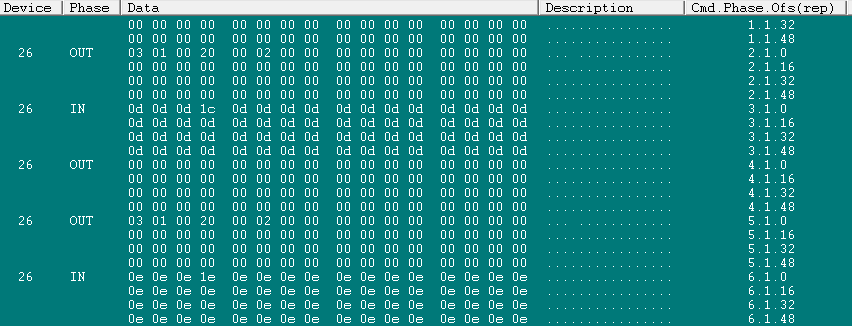 Device Phase Data Description Cmd.Phase.Ofs(rep)
00 00 00 00 00 00 00 00 00 00 00 00 00 00 00 00 ................ 1.1.32
00 00 00 00 00 00 00 00 00 00 00 00 00 00 00 00 ................ 1.1.48
26 OUT 03 01 00 20 00 02 00 00 00 00 00 00 00 00 00 00 ... ............ 2.1.0
00 00 00 00 00 00 00 00 00 00 00 00 00 00 00 00 ................ 2.1.16
00 00 00 00 00 00 00 00 00 00 00 00 00 00 00 00 ................ 2.1.32
00 00 00 00 00 00 00 00 00 00 00 00 00 00 00 00 ................ 2.1.48
26 IN 0d 0d 0d 1c 0d 0d 0d 0d 0d 0d 0d 0d 0d 0d 0d 0d ................ 3.1.0
0d 0d 0d 0d 0d 0d 0d 0d 0d 0d 0d 0d 0d 0d 0d 0d ................ 3.1.16
0d 0d 0d 0d 0d 0d 0d 0d 0d 0d 0d 0d 0d 0d 0d 0d ................ 3.1.32
0d 0d 0d 0d 0d 0d 0d 0d 0d 0d 0d 0d 0d 0d 0d 0d ................ 3.1.48
26 OUT 00 00 00 00 00 00 00 00 00 00 00 00 00 00 00 00 ................ 4.1.0
00 00 00 00 00 00 00 00 00 00 00 00 00 00 00 00 ................ 4.1.16
00 00 00 00 00 00 00 00 00 00 00 00 00 00 00 00 ................ 4.1.32
00 00 00 00 00 00 00 00 00 00 00 00 00 00 00 00 ................ 4.1.48
26 OUT 03 01 00 20 00 02 00 00 00 00 00 00 00 00 00 00 ... ............ 5.1.0
00 00 00 00 00 00 00 00 00 00 00 00 00 00 00 00 ................ 5.1.16
00 00 00 00 00 00 00 00 00 00 00 00 00 00 00 00 ................ 5.1.32
00 00 00 00 00 00 00 00 00 00 00 00 00 00 00 00 ................ 5.1.48
26 IN 0e 0e 0e 1e 0e 0e 0e 0e 0e 0e 0e 0e 0e 0e 0e 0e ................ 6.1.0
0e 0e 0e 0e 0e 0e 0e 0e 0e 0e 0e 0e 0e 0e 0e 0e ................ 6.1.16
0e 0e 0e 0e 0e 0e 0e 0e 0e 0e 0e 0e 0e 0e 0e 0e ................ 6.1.32
0e 0e 0e 0e 0e 0e 0e 0e 0e 0e 0e 0e 0e 0e 0e 0e ................ 6.1.48